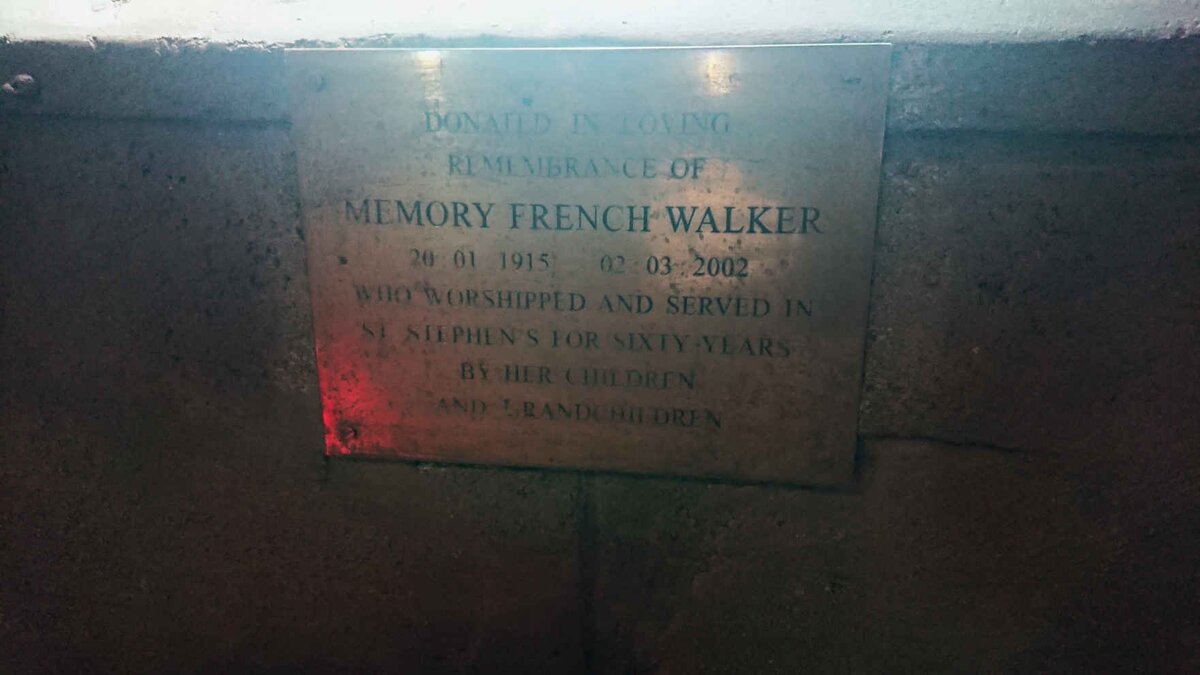 DONATED IN LOVING
REMEMBRANCE OF
MEMORY FRENCH WALKER
20 01 1915 02 03 2002
WHO WORSHIPPED AND SERVED IN
ST STEPHEN'S FOR SIXTY-YEARS
BY HER CHILDREN
AND GRANDCHILDREN